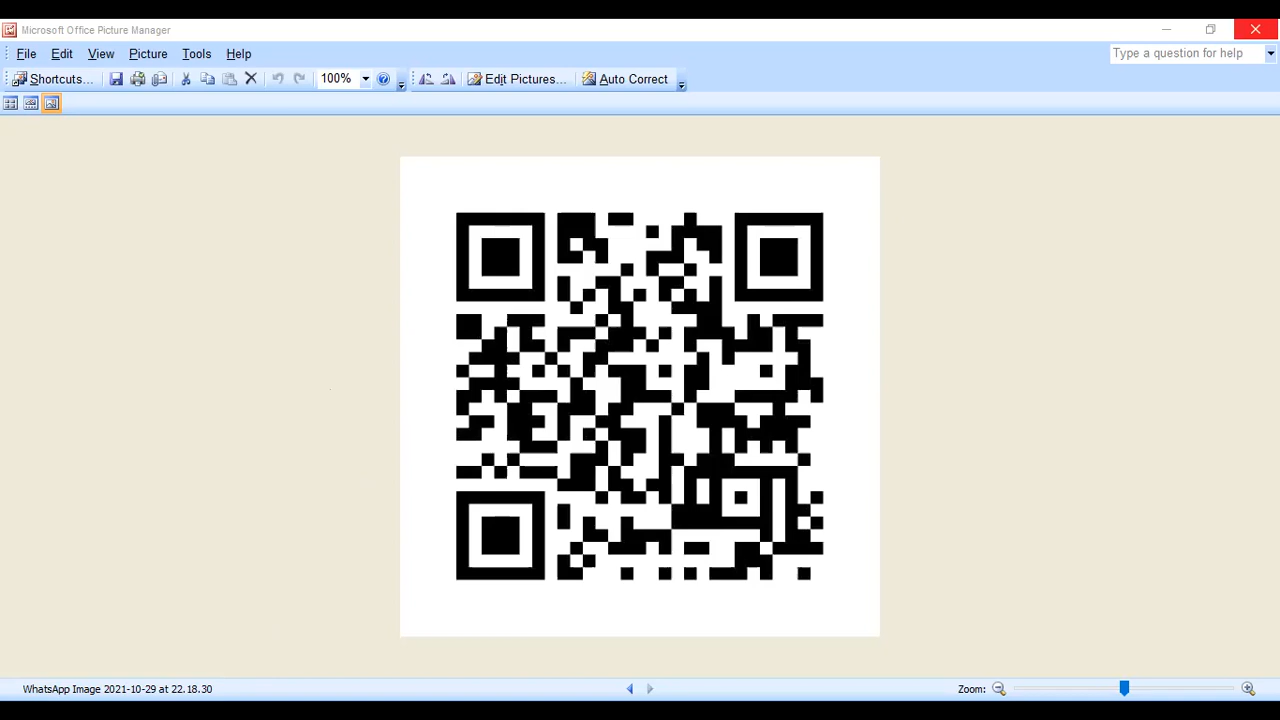 Microsoft Office Picture Manager
File Edit View Picture Tools Help
Type a question for help
Shortcuts... 100% Edit Pictures... Auto Correct
WhatsApp Image 2021-10-29 at 22.18.30
Zoom: